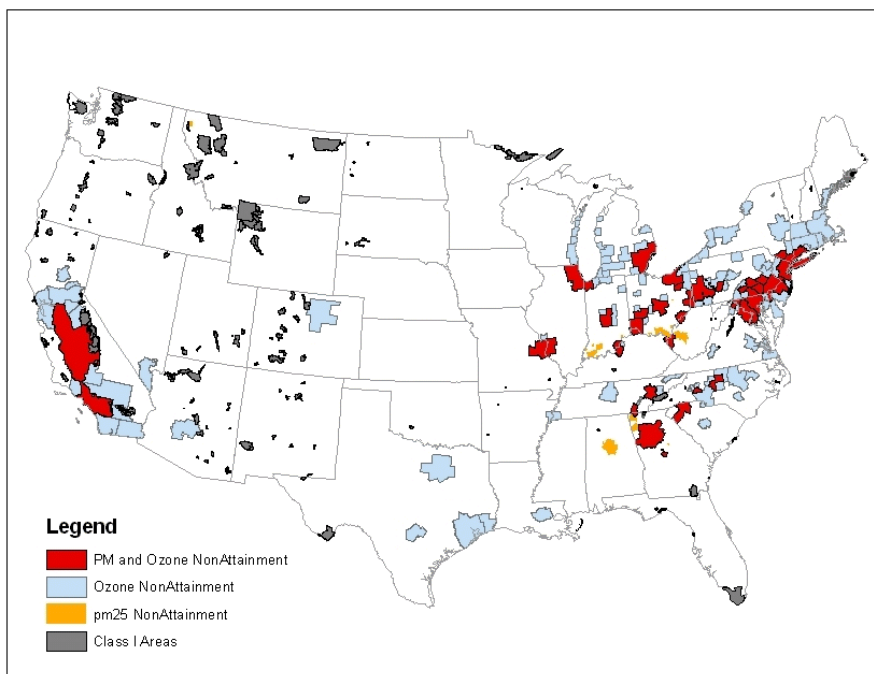 Legend
PM and Ozone NonAttainment
Ozone NonAttainment
pm25 NonAttainment
Class I Areas